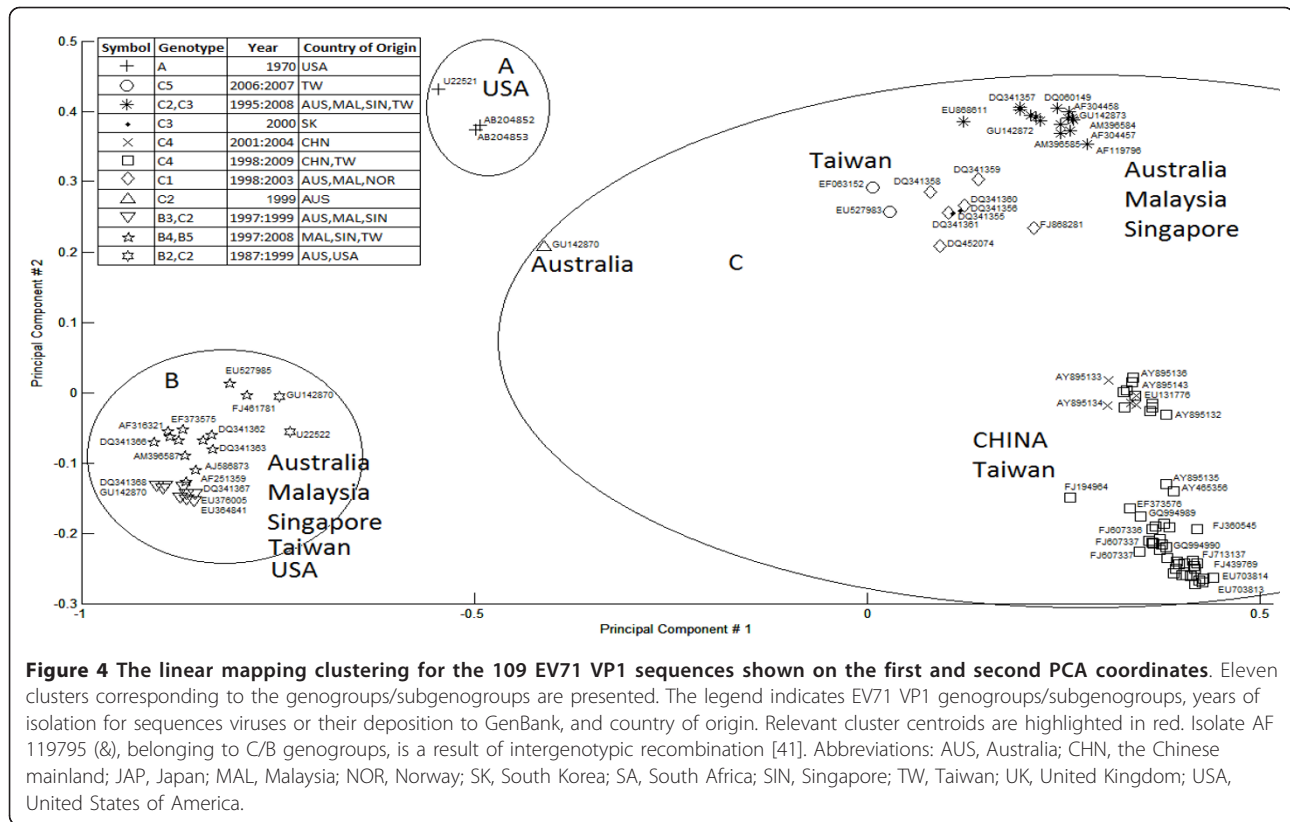 Symbol Genotype Year Country of Origin
+ A 1970 USA
C5 2006:2007 TW
C2,C3 1995:2008 AUS,MAL,SIN,TW
C3 2000 SK
C4 2001:2004 CHN
C4 1998:2009 CHN,TW
C1 1998:2003 AUS,MAL,NOR
C2 1999 AUS
B3,C2 1997:1999 AUS,MAL,SIN
B4,B5 1997:2008 MAL,SIN,TW
B2,C2 1987:1999 AUS,USA
0.5
0.4
0.3
0.2
0.1
0
-0.1
-0.2
-0.3
Principal Component #2
-1
-0.5
0
0.5
Principal Component # 1
A
USA
U22521
AB204852
AB204853
DQ341357
DQ060149
EU868611
AF304458
GU142873
GU142872
AM396584
AF304457
AM396585
AF119796
Australia
Malaysia
Singapore
Taiwan
EF063152
EU527983
DQ341359
DQ341358
DQ341360
DQ341356
DQ341355
DQ341361
FJ868281
DQ452074
GU142870
Australia
C
B
EU527985
FJ461781
GU142870
U22522
EF373575
AF316321
DQ341362
DQ341366
DQ341363
AM396587
AJ586873
AF251359
DQ341368
DQ341367
GU142870
EU376005
EU364841
Australia
Malaysia
Singapore
Taiwan
USA
AY895133
AY895136
AY895143
EU131776
AY895134
AY895132
CHINA
Taiwan
AY895135
AY465356
FJ194964
EF373576
GQ994989
FJ607336
FJ360545
FJ607337
GQ994990
FJ607337
FJ713137
FJ439769
EU703814
EU703813
Figure 4 The linear mapping clustering for the 109 EV71 VP1 sequences shown on the first and second PCA coordinates. Eleven
clusters corresponding to the genogroups/subgenogroups are presented. The legend indicates EV71 VP1 genogroups/subgenogroups, years of
isolation for sequences viruses or their deposition to GenBank, and country of origin. Relevant cluster centroids are highlighted in red. Isolate AF
119795 (&), belonging to C/B genogroups, is a result of intergenotypic recombination [41]. Abbreviations: AUS, Australia; CHN, the Chinese
mainland; JAP, Japan; MAL, Malaysia; NOR, Norway; SK, South Korea; SA, South Africa; SIN, Singapore; TW, Taiwan; UK, United Kingdom; USA,
United States of America.